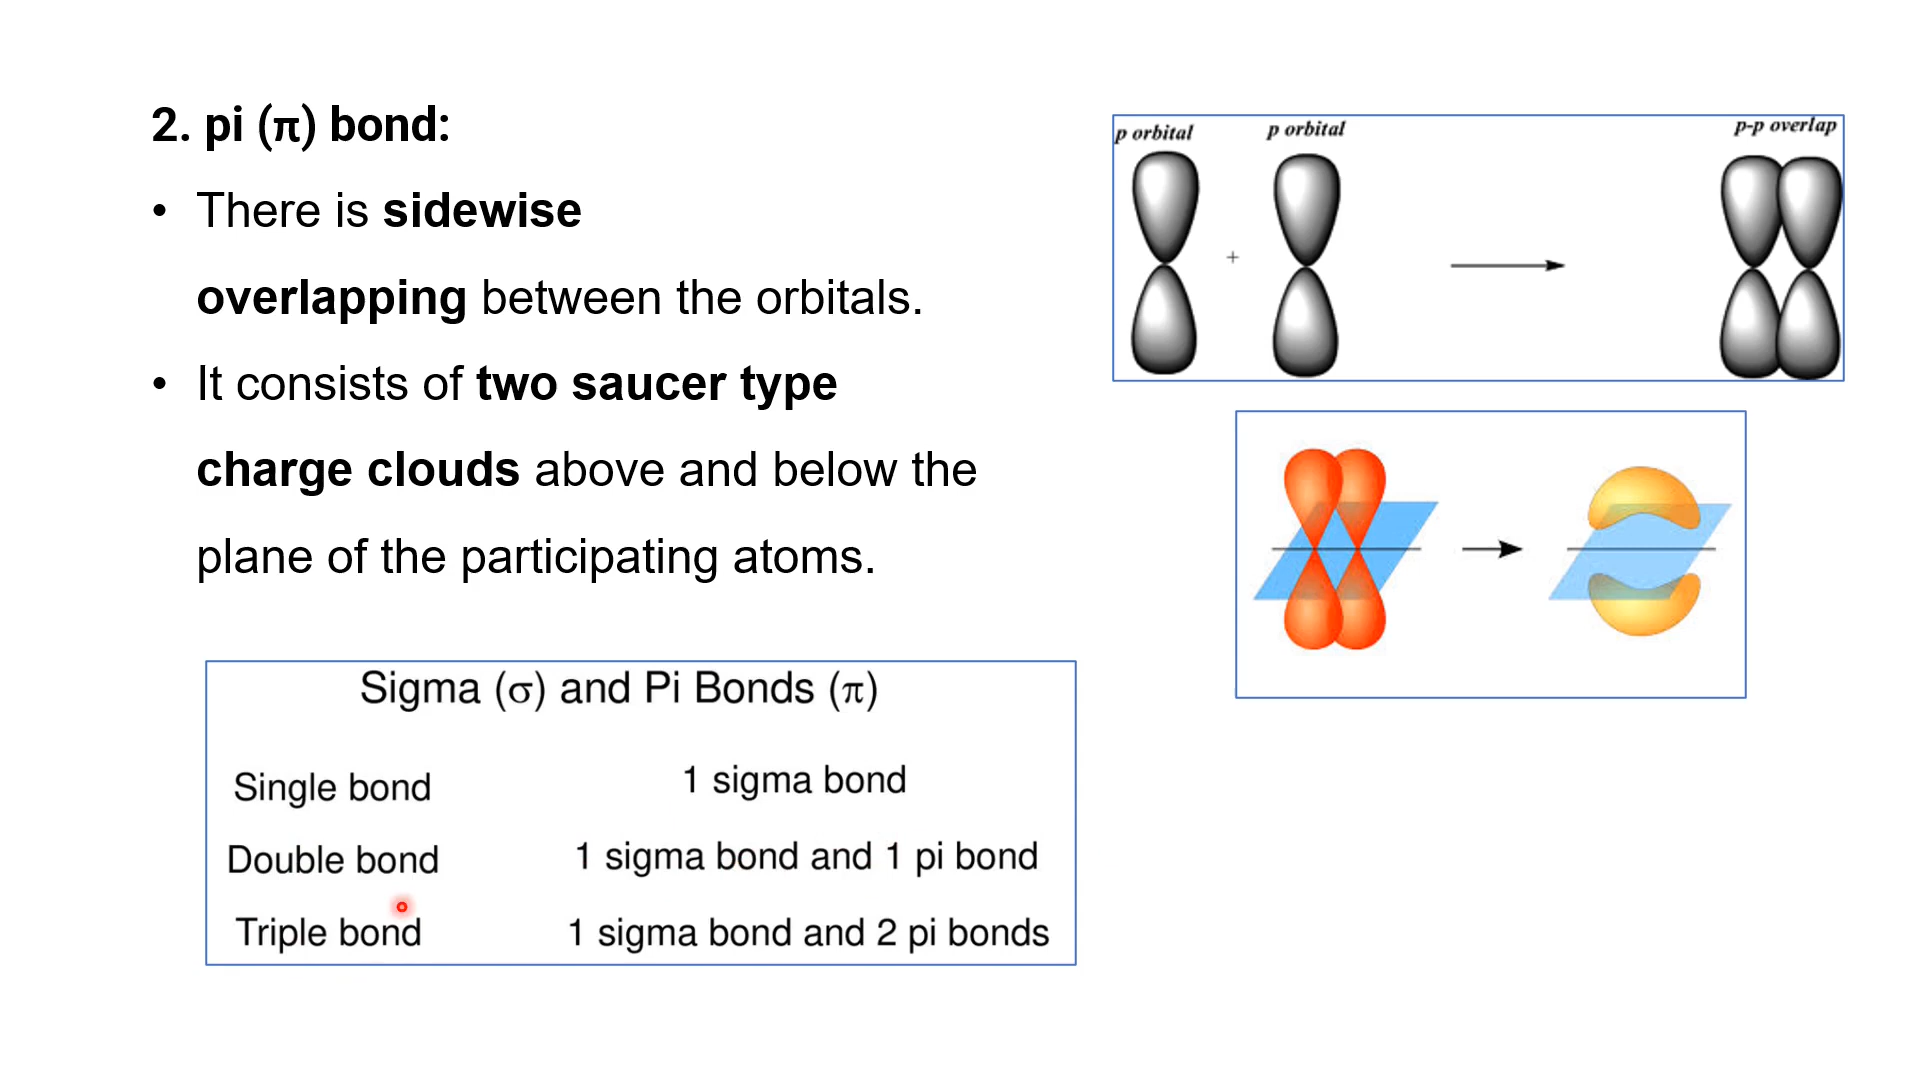 2. pi (π) bond:
• There is sidewise
overlapping between the orbitals.
• It consists of two saucer type
charge clouds above and below the
plane of the participating atoms.
p orbital
p orbital
p-p overlap
+
Sigma (σ) and Pi Bonds (π)
Single bond 1 sigma bond
Double bond 1 sigma bond and 1 pi bond
Triple bond 1 sigma bond and 2 pi bonds